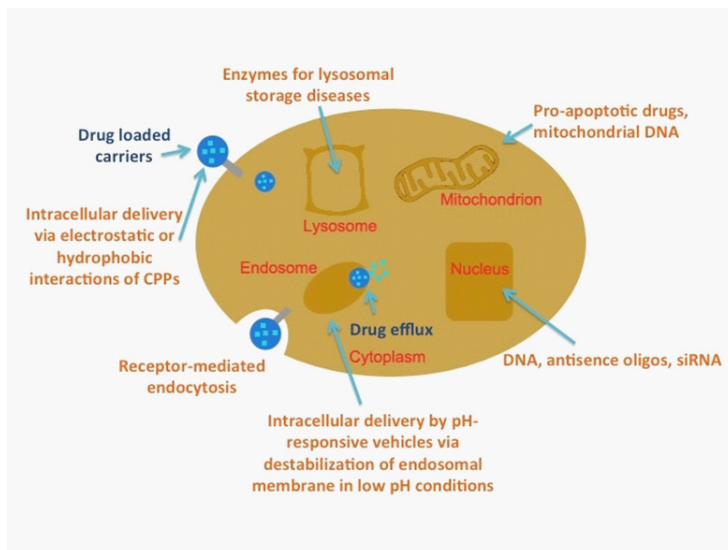 Enzymes for lysosomal
storage diseases
Pro-apoptotic drugs,
mitochondrial DNA
Drug loaded
carriers
Mitochondrion
Intracellular delivery
via electrostatic or
hydrophobic
interactions of CPPs
Lysosome
Endosome
Nucleus
Drug efflux
Cytoplasm
Receptor-mediated
endocytosis
DNA, antisence oligos, siRNA
Intracellular delivery by pH-
responsive vehicles via
destabilization of endosomal
membrane in low pH conditions